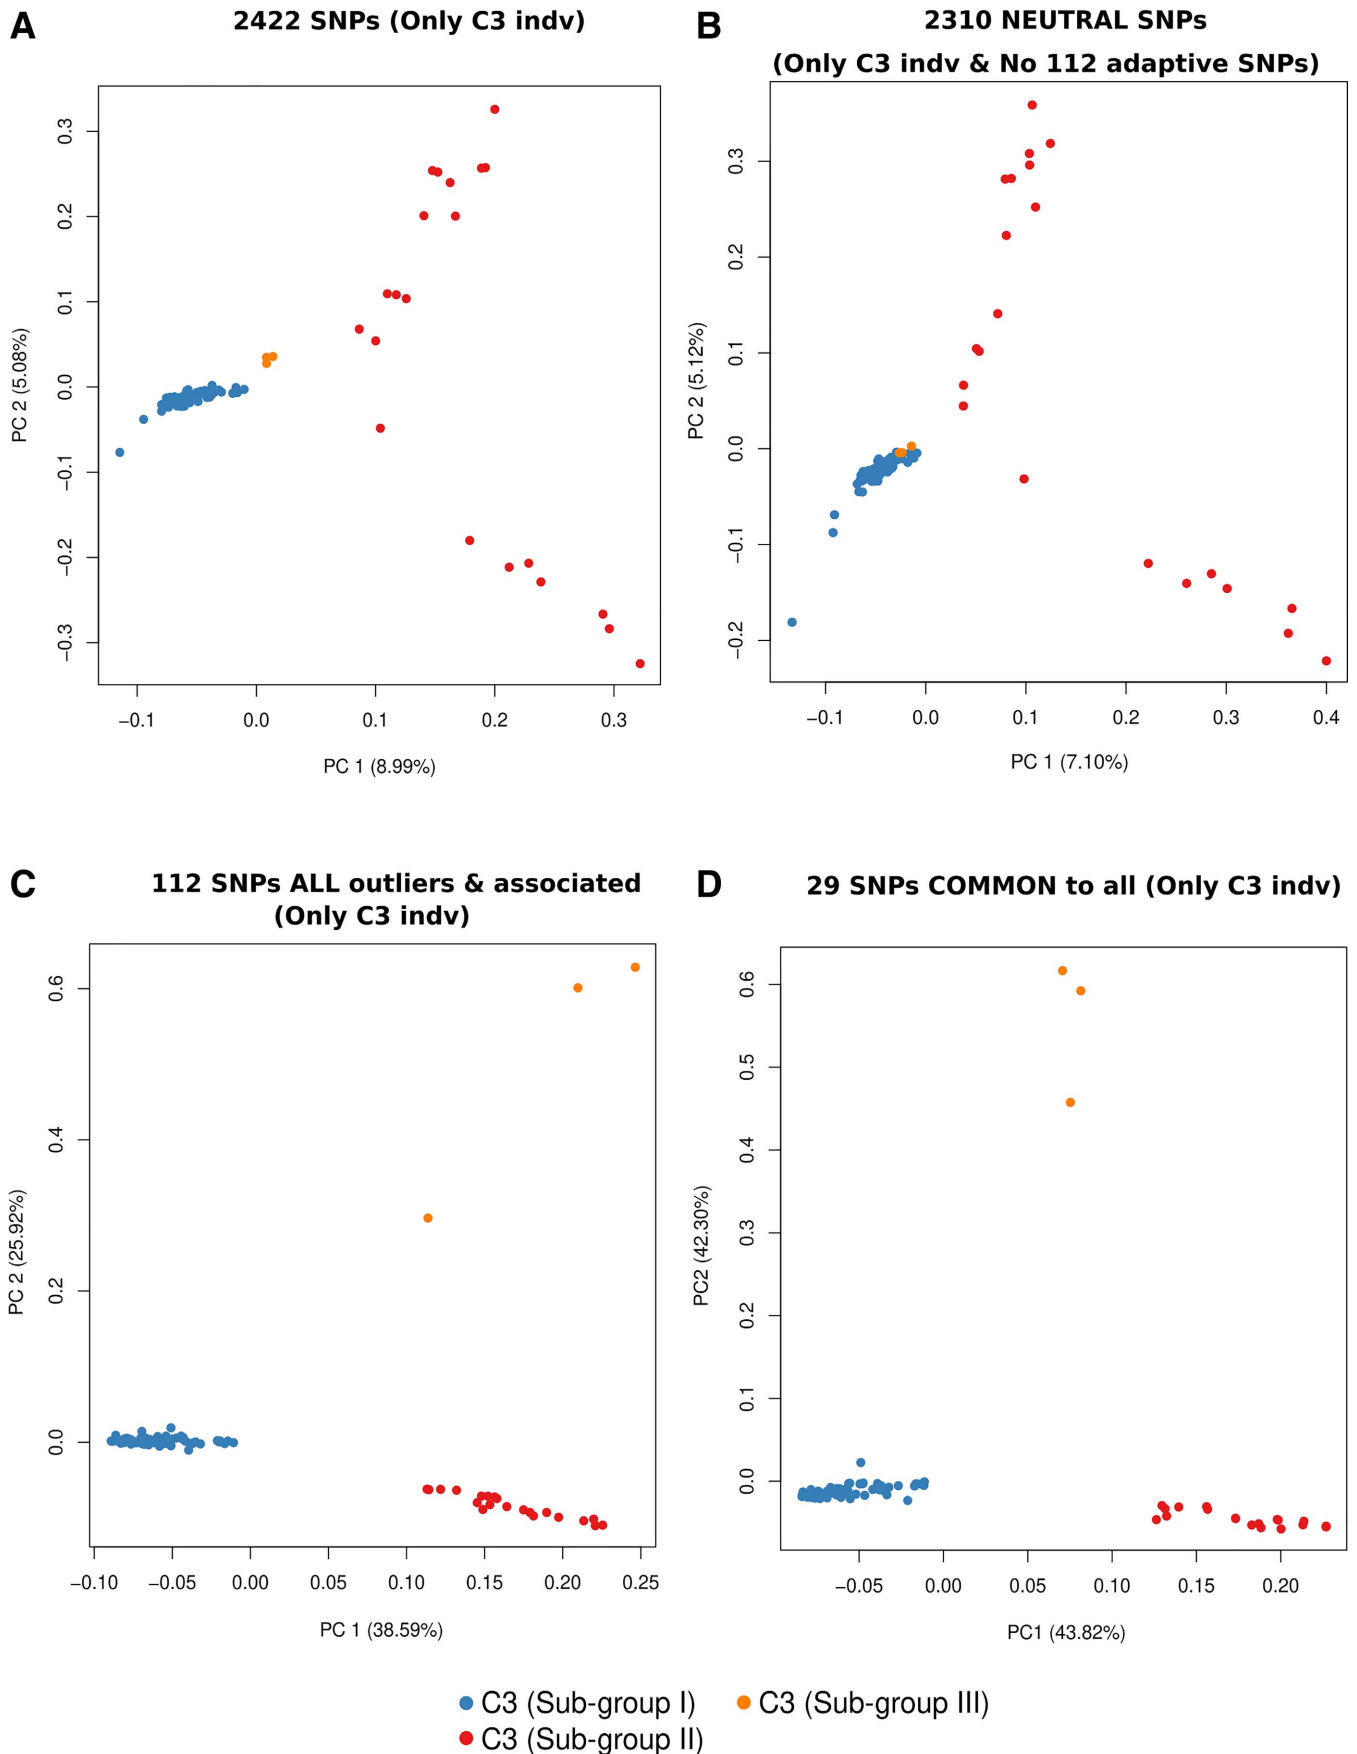 A
2422 SNPs (Only C3 indv)
PC 2 (5.08%)
0.3
0.2
0.1
0.0
−0.1
−0.2
−0.3
−0.1 0.0 0.1 0.2 0.3
PC 1 (8.99%)
B
2310 NEUTRAL SNPs
(Only C3 indv & No 112 adaptive SNPs)
PC 2 (5.12%)
0.3
0.2
0.1
0.0
−0.1
−0.2
−0.1 0.0 0.1 0.2 0.3 0.4
PC 1 (7.10%)
C
112 SNPs ALL outliers & associated
(Only C3 indv)
PC 2 (25.92%)
0.6
0.4
0.2
0.0
−0.10 −0.05 0.00 0.05 0.10 0.15 0.20 0.25
PC 1 (38.59%)
D
29 SNPs COMMON to all (Only C3 indv)
PC2 (42.30%)
0.6
0.5
0.4
0.3
0.2
0.1
0.0
−0.05 0.00 0.05 0.10 0.15 0.20
PC1 (43.82%)
C3 (Sub-group I)
C3 (Sub-group III)
C3 (Sub-group II)